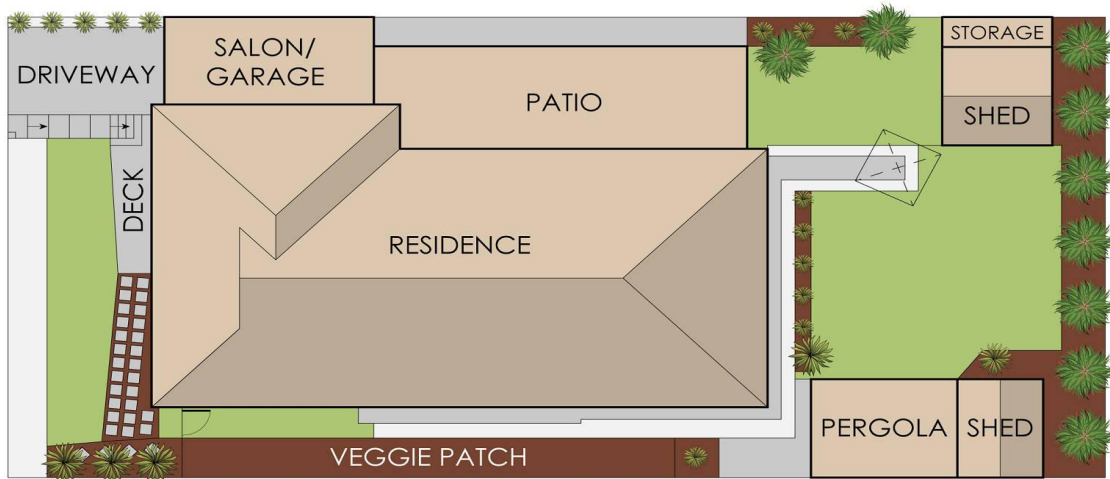 SALON/
GARAGE
STORAGE
DRIVEWAY
PATIO
SHED
DECK
RESIDENCE
PERGOLA
SHED
VEGGIE PATCH